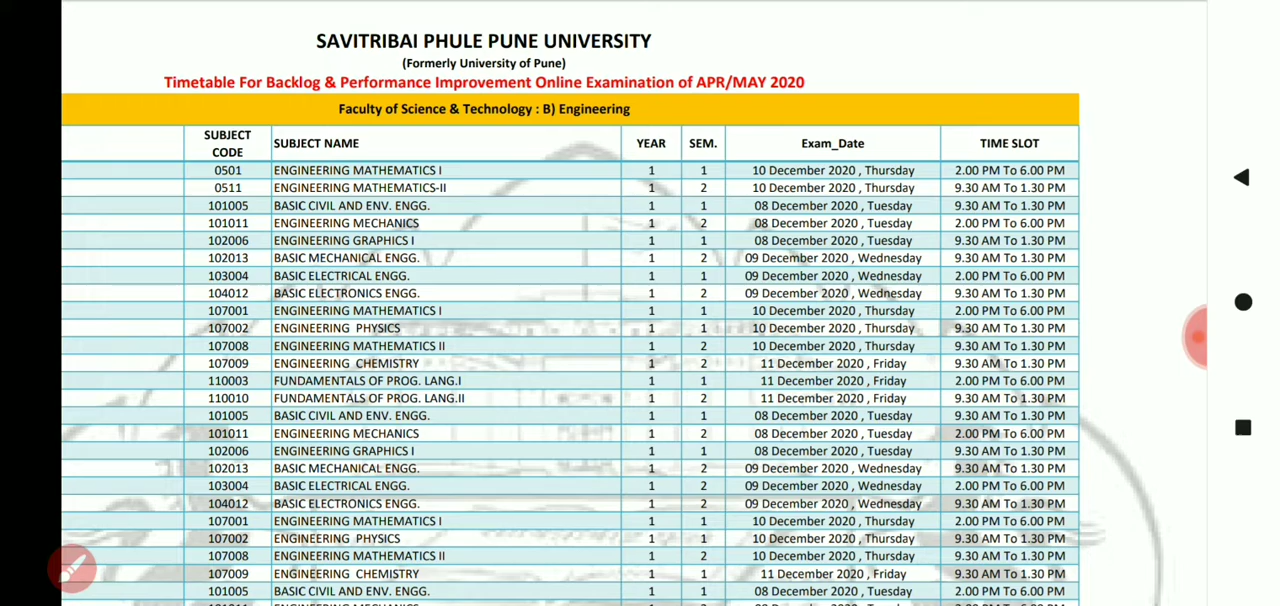 SAVITRIBAI PHULE PUNE UNIVERSITY
(Formerly University of Pune)
Timetable For Backlog & Performance Improvement Online Examination of APR/MAY 2020
Faculty of Science & Technology : B) Engineering
SUBJECT CODE SUBJECT NAME YEAR SEM. Exam_Date TIME SLOT
0501 ENGINEERING MATHEMATICS I 1 1 10 December 2020 , Thursday 2.00 PM To 6.00 PM
0511 ENGINEERING MATHEMATICS-II 1 2 10 December 2020 , Thursday 9.30 AM To 1.30 PM
101005 BASIC CIVIL AND ENV. ENGG. 1 1 08 December 2020 , Tuesday 9.30 AM To 1.30 PM
101011 ENGINEERING MECHANICS 1 2 08 December 2020 , Tuesday 2.00 PM To 6.00 PM
102006 ENGINEERING GRAPHICS I 1 1 08 December 2020 , Tuesday 9.30 AM To 1.30 PM
102013 BASIC MECHANICAL ENGG. 1 2 09 December 2020 , Wednesday 9.30 AM To 1.30 PM
103004 BASIC ELECTRICAL ENGG. 1 1 09 December 2020 , Wednesday 2.00 PM To 6.00 PM
104012 BASIC ELECTRONICS ENGG. 1 2 09 December 2020 , Wednesday 9.30 AM To 1.30 PM
107001 ENGINEERING MATHEMATICS I 1 1 10 December 2020 , Thursday 2.00 PM To 6.00 PM
107002 ENGINEERING PHYSICS 1 1 10 December 2020 , Thursday 9.30 AM To 1.30 PM
107008 ENGINEERING MATHEMATICS II 1 2 10 December 2020 , Thursday 9.30 AM To 1.30 PM
107009 ENGINEERING CHEMISTRY 1 2 11 December 2020 , Friday 9.30 AM To 1.30 PM
110003 FUNDAMENTALS OF PROG. LANG.I 1 1 11 December 2020 , Friday 2.00 PM To 6.00 PM
110010 FUNDAMENTALS OF PROG. LANG.II 1 2 11 December 2020 , Friday 9.30 AM To 1.30 PM
101005 BASIC CIVIL AND ENV. ENGG. 1 1 08 December 2020 , Tuesday 9.30 AM To 1.30 PM
101011 ENGINEERING MECHANICS 1 2 08 December 2020 , Tuesday 2.00 PM To 6.00 PM
102006 ENGINEERING GRAPHICS I 1 1 08 December 2020 , Tuesday 9.30 AM To 1.30 PM
102013 BASIC MECHANICAL ENGG. 1 2 09 December 2020 , Wednesday 9.30 AM To 1.30 PM
103004 BASIC ELECTRICAL ENGG. 1 2 09 December 2020 , Wednesday 2.00 PM To 6.00 PM
104012 BASIC ELECTRONICS ENGG. 1 2 09 December 2020 , Wednesday 9.30 AM To 1.30 PM
107001 ENGINEERING MATHEMATICS I 1 1 10 December 2020 , Thursday 2.00 PM To 6.00 PM
107002 ENGINEERING PHYSICS 1 1 10 December 2020 , Thursday 9.30 AM To 1.30 PM
107008 ENGINEERING MATHEMATICS II 1 2 10 December 2020 , Thursday 9.30 AM To 1.30 PM
107009 ENGINEERING CHEMISTRY 1 1 11 December 2020 , Friday 9.30 AM To 1.30 PM
101005 BASIC CIVIL AND ENV. ENGG. 1 1 08 December 2020 , Tuesday 9.30 AM To 1.30 PM